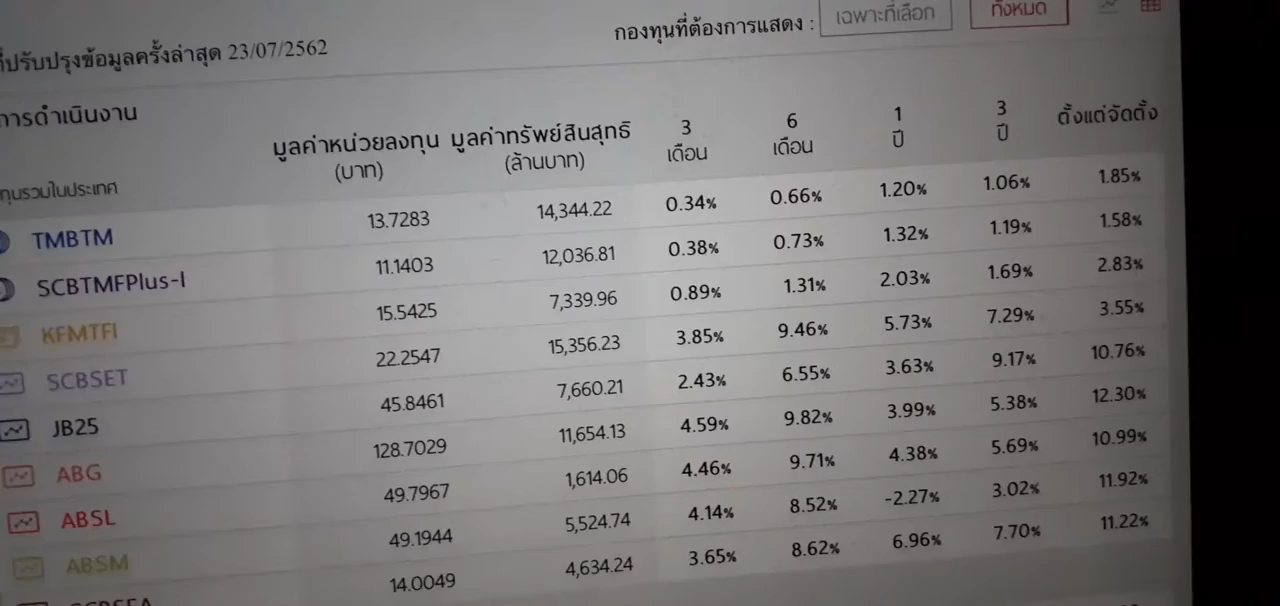 กองทุนที่ต้องการแสดง : เฉพาะที่เลือก ทั้งหมด
ที่ปรับปรุงข้อมูลครั้งล่าสุด 23/07/2562
การดำเนินงาน
มูลค่าหน่วยลงทุน (บาท) มูลค่าทรัพย์สินสุทธิ (ล้านบาท) 3 เดือน 6 เดือน 1 ปี 3 ปี ตั้งแต่จัดตั้ง
ทุนรวมในประเทศ
TMBTM 13.7283 14,344.22 0.34% 0.66% 1.20% 1.06% 1.85%
SCBTMFPlus-I 11.1403 12,036.81 0.38% 0.73% 1.32% 1.19% 1.58%
KFMTFI 15.5425 7,339.96 0.89% 1.31% 2.03% 1.69% 2.83%
SCBSET 22.2547 15,356.23 3.85% 9.46% 5.73% 7.29% 3.55%
JB25 45.8461 7,660.21 2.43% 6.55% 3.63% 9.17% 10.76%
ABG 128.7029 11,654.13 4.59% 9.82% 3.99% 5.38% 12.30%
ABSL 49.7967 1,614.06 4.46% 9.71% 4.38% 5.69% 10.99%
ABSM 49.1944 5,524.74 4.14% 8.52% -2.27% 3.02% 11.92%
14.0049 4,634.24 3.65% 8.62% 6.96% 7.70% 11.22%